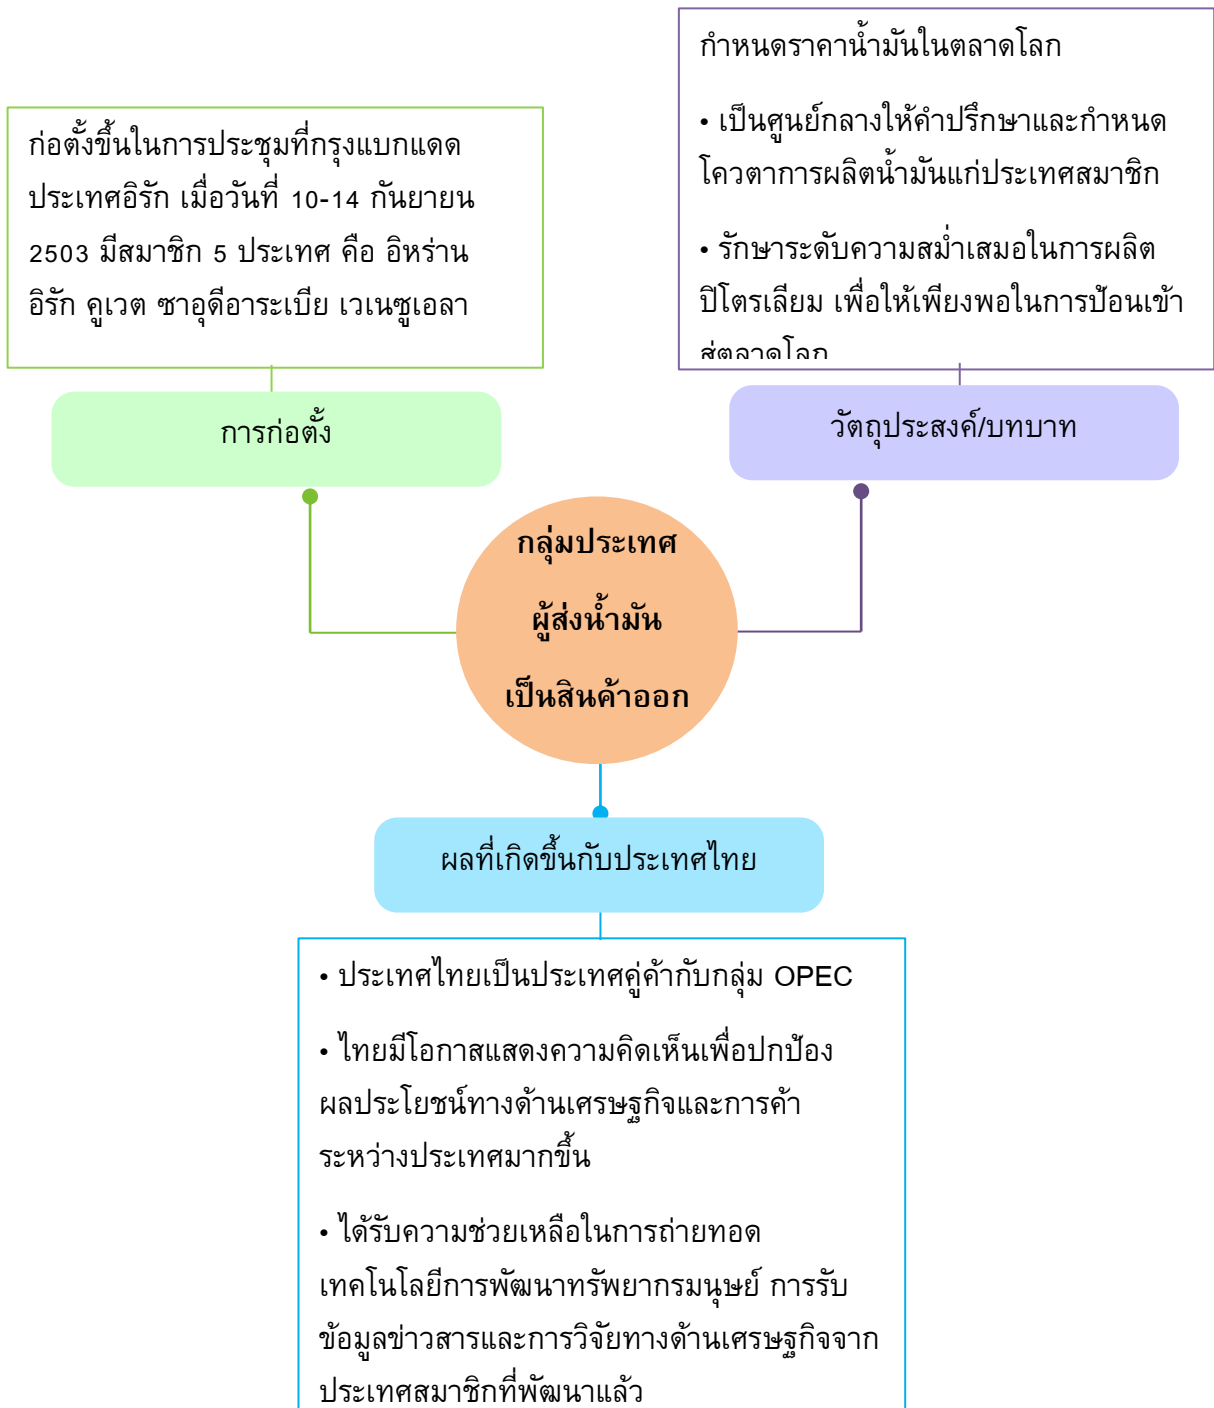 ก่อตั้งขึ้นในการประชุมที่กรุงแบกแดด
ประเทศอิรัก เมื่อวันที่ 10-14 กันยายน
2503 มีสมาชิก 5 ประเทศ คือ อิหร่าน
อิรัก คูเวต ซาอุดีอาระเบีย เวเนซูเอลา
การก่อตั้ง
กำหนดราคาน้ำมันในตลาดโลก
• เป็นศูนย์กลางให้คำปรึกษาและกำหนด
โควตาการผลิตน้ำมันแก่ประเทศสมาชิก
• รักษาระดับความสม่ำเสมอในการผลิต
ปิโตรเลียม เพื่อให้เพียงพอในการป้อนเข้า
สู่ตลาดโลก
วัตถุประสงค์/บทบาท
กลุ่มประเทศ
ผู้ส่งน้ำมัน
เป็นสินค้าออก
ผลที่เกิดขึ้นกับประเทศไทย
• ประเทศไทยเป็นประเทศคู่ค้ากับกลุ่ม OPEC
• ไทยมีโอกาสแสดงความคิดเห็นเพื่อปกป้อง
ผลประโยชน์ทางด้านเศรษฐกิจและการค้า
ระหว่างประเทศมากขึ้น
• ได้รับความช่วยเหลือในการถ่ายทอด
เทคโนโลยีการพัฒนาทรัพยากรมนุษย์ การรับ
ข้อมูลข่าวสารและการวิจัยทางด้านเศรษฐกิจจาก
ประเทศสมาชิกที่พัฒนาแล้ว